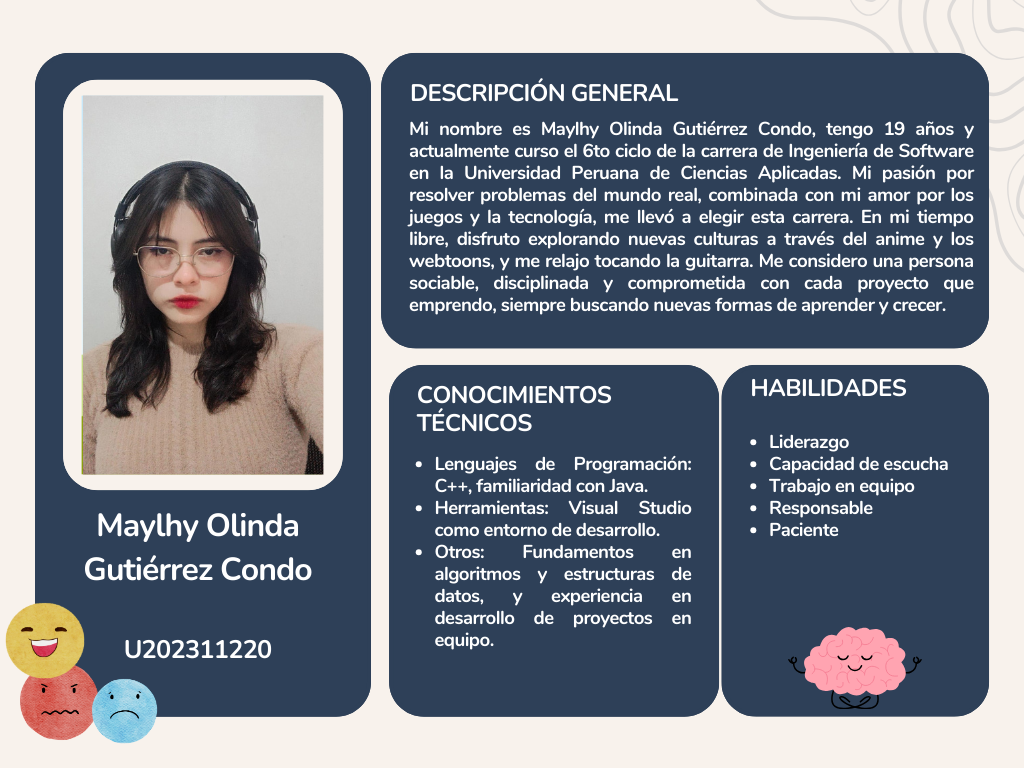 DESCRIPCIÓN GENERAL
Mi nombre es Maylhy Olinda Gutiérrez Condo, tengo 19 años y
actualmente curso el 6to ciclo de la carrera de Ingeniería de Software
en la Universidad Peruana de Ciencias Aplicadas. Mi pasión por
resolver problemas del mundo real, combinada con mi amor por los
juegos y la tecnología, me llevó a elegir esta carrera. En mi tiempo
libre, disfruto explorando nuevas culturas a través del anime y los
webtoons, y me relajo tocando la guitarra. Me considero una persona
sociable, disciplinada y comprometida con cada proyecto que
emprendo, siempre buscando nuevas formas de aprender y crecer.
Maylhy Olinda
Gutiérrez Condo
U202311220
CONOCIMIENTOS
TÉCNICOS
• Lenguajes de Programación:
C++, familiaridad con Java.
• Herramientas: Visual Studio
como entorno de desarrollo.
• Otros: Fundamentos en
algoritmos y estructuras de
datos, y experiencia en
desarrollo de proyectos en
equipo.
HABILIDADES
• Liderazgo
• Capacidad de escucha
• Trabajo en equipo
• Responsable
• Paciente